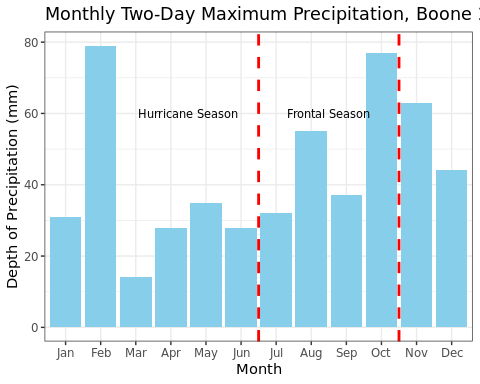 Monthly Two-Day Maximum Precipitation, Boone
80
60
40
20
0
Depth of Precipitation (mm)
Hurricane Season
Frontal Season
Jan Feb Mar Apr May Jun Jul Aug Sep Oct Nov Dec
Month